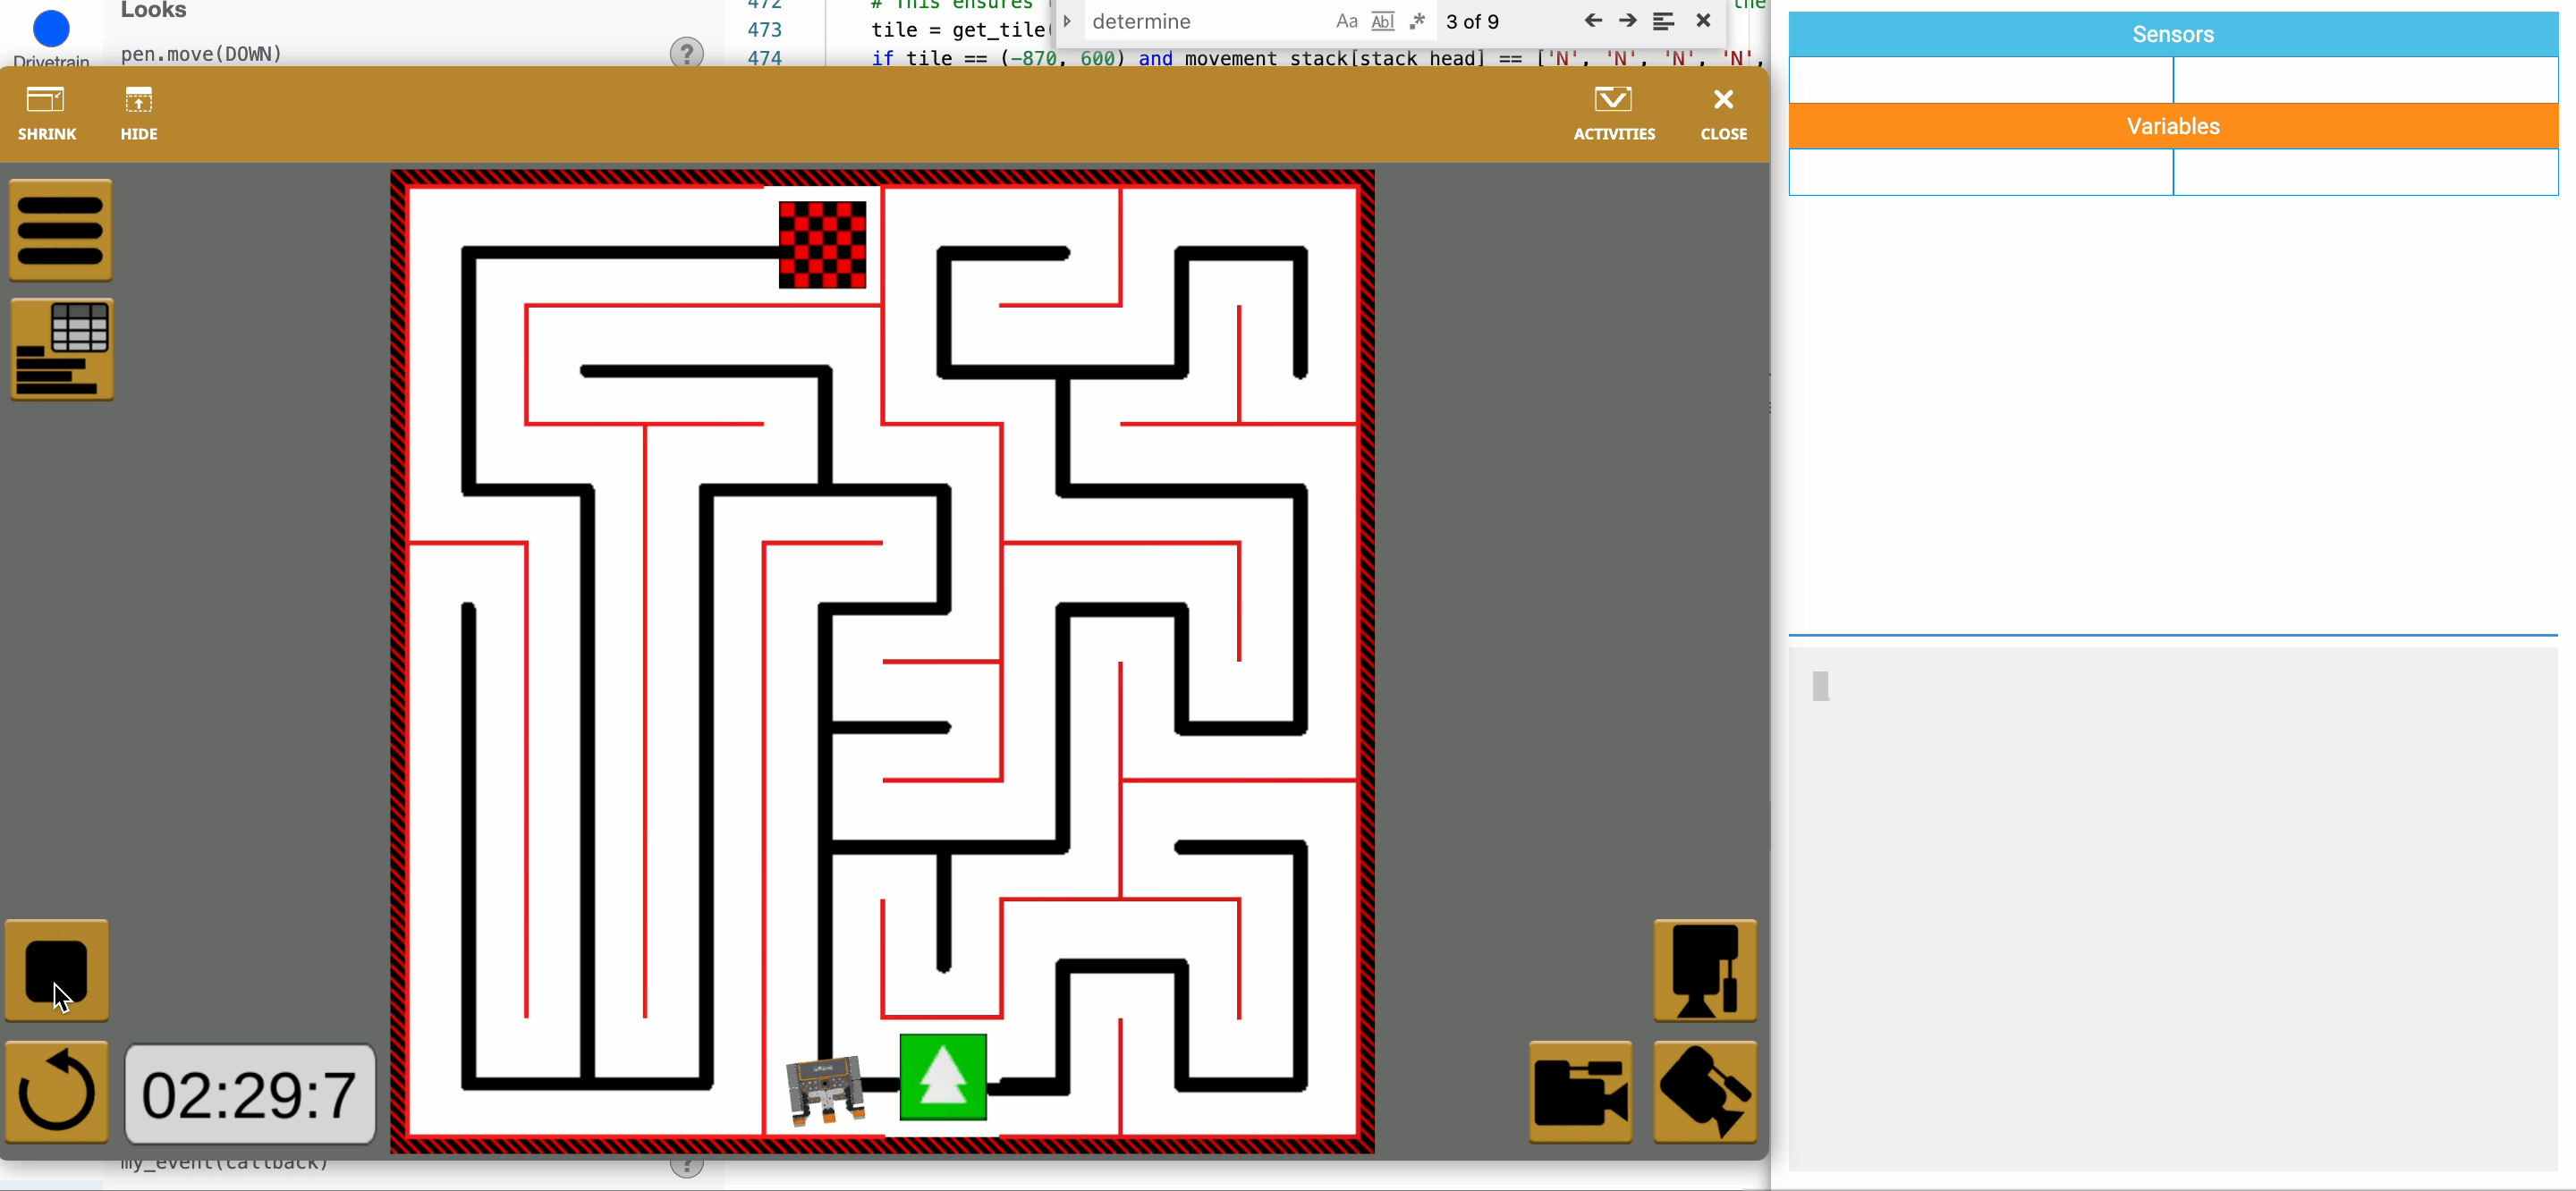 Looks
pen.move(DOWN)
?
Drivetrain
472 # This ensures the
473 tile = get_tile(
474 if tile == (-870, 600) and movement_stack[stack_head] == ['N', 'N', 'N', 'N',
determine
Aa Abl .* 3 of 9
SHRINK
HIDE
ACTIVITIES
CLOSE
Sensors
Variables
02:29:7
my_event(callback)
?